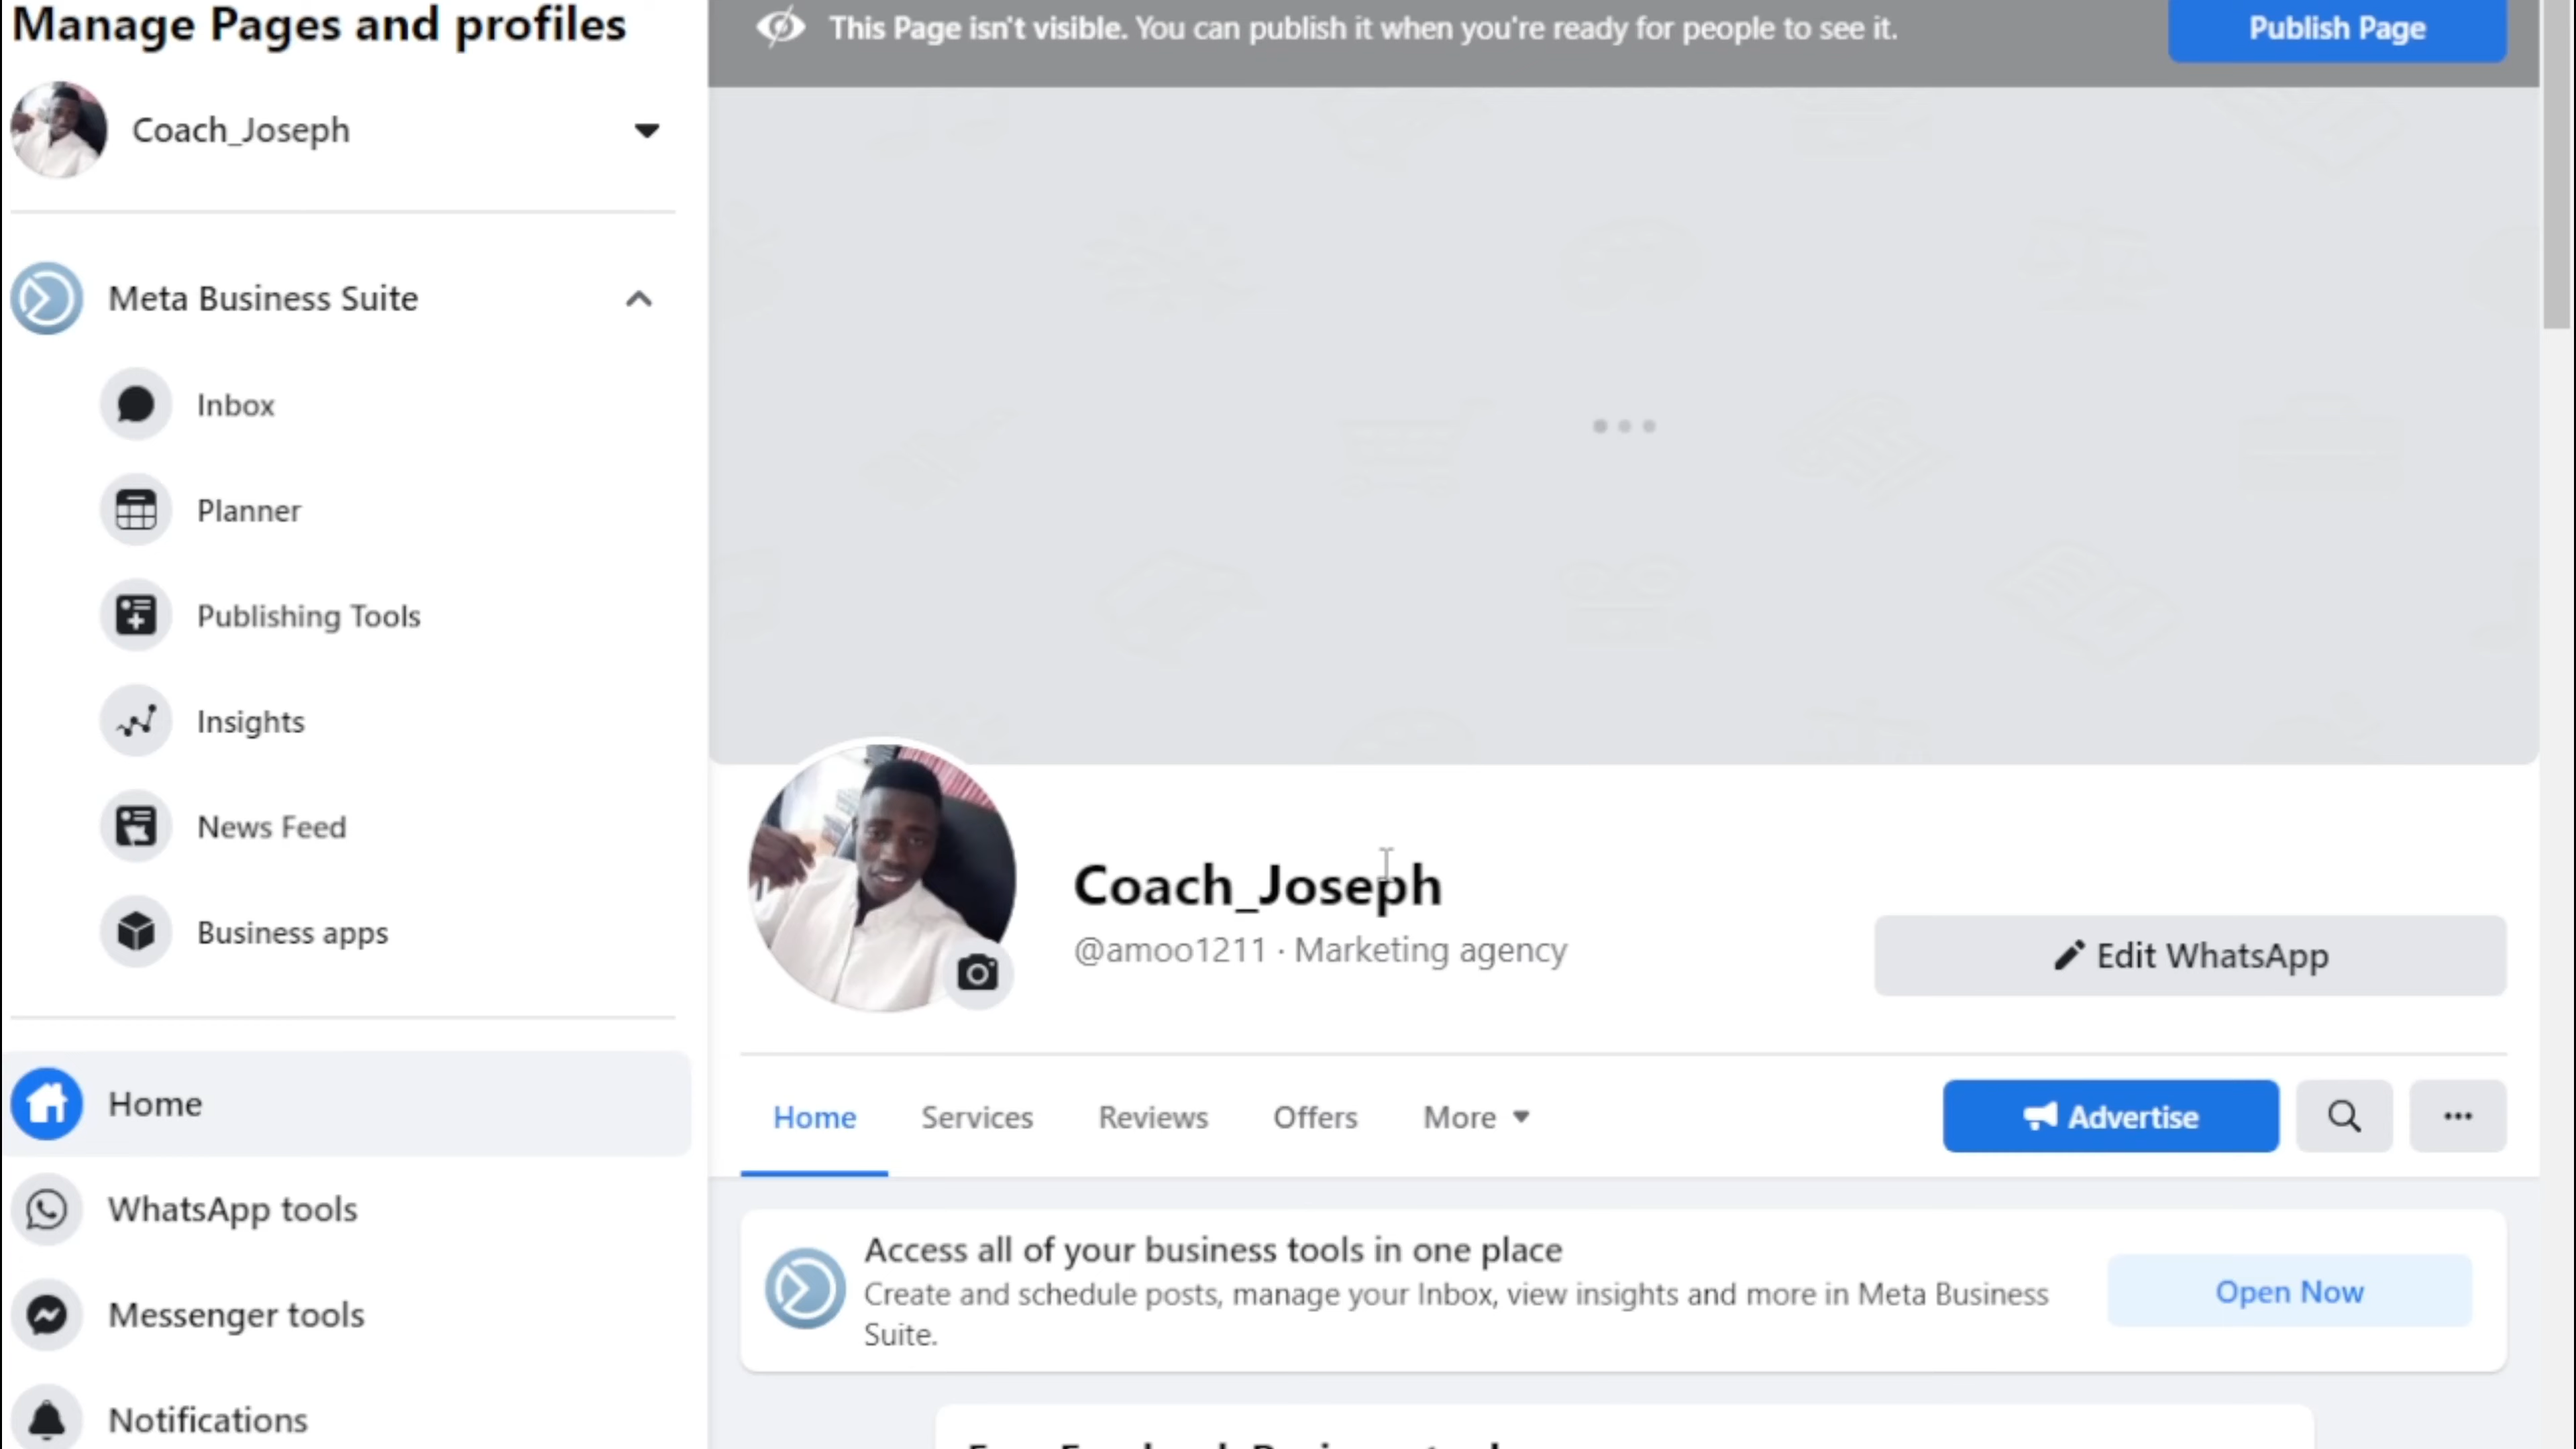 Manage Pages and profiles
Coach_Joseph
Meta Business Suite
Inbox
Planner
Publishing Tools
Insights
News Feed
Business apps
Home
WhatsApp tools
Messenger tools
Notifications
This Page isn't visible. You can publish it when you're ready for people to see it.
Publish Page
Coach_Joseph
@amoo1211 · Marketing agency
Edit WhatsApp
Home Services Reviews Offers More
Advertise
Access all of your business tools in one place
Create and schedule posts, manage your Inbox, view insights and more in Meta Business
Suite.
Open Now